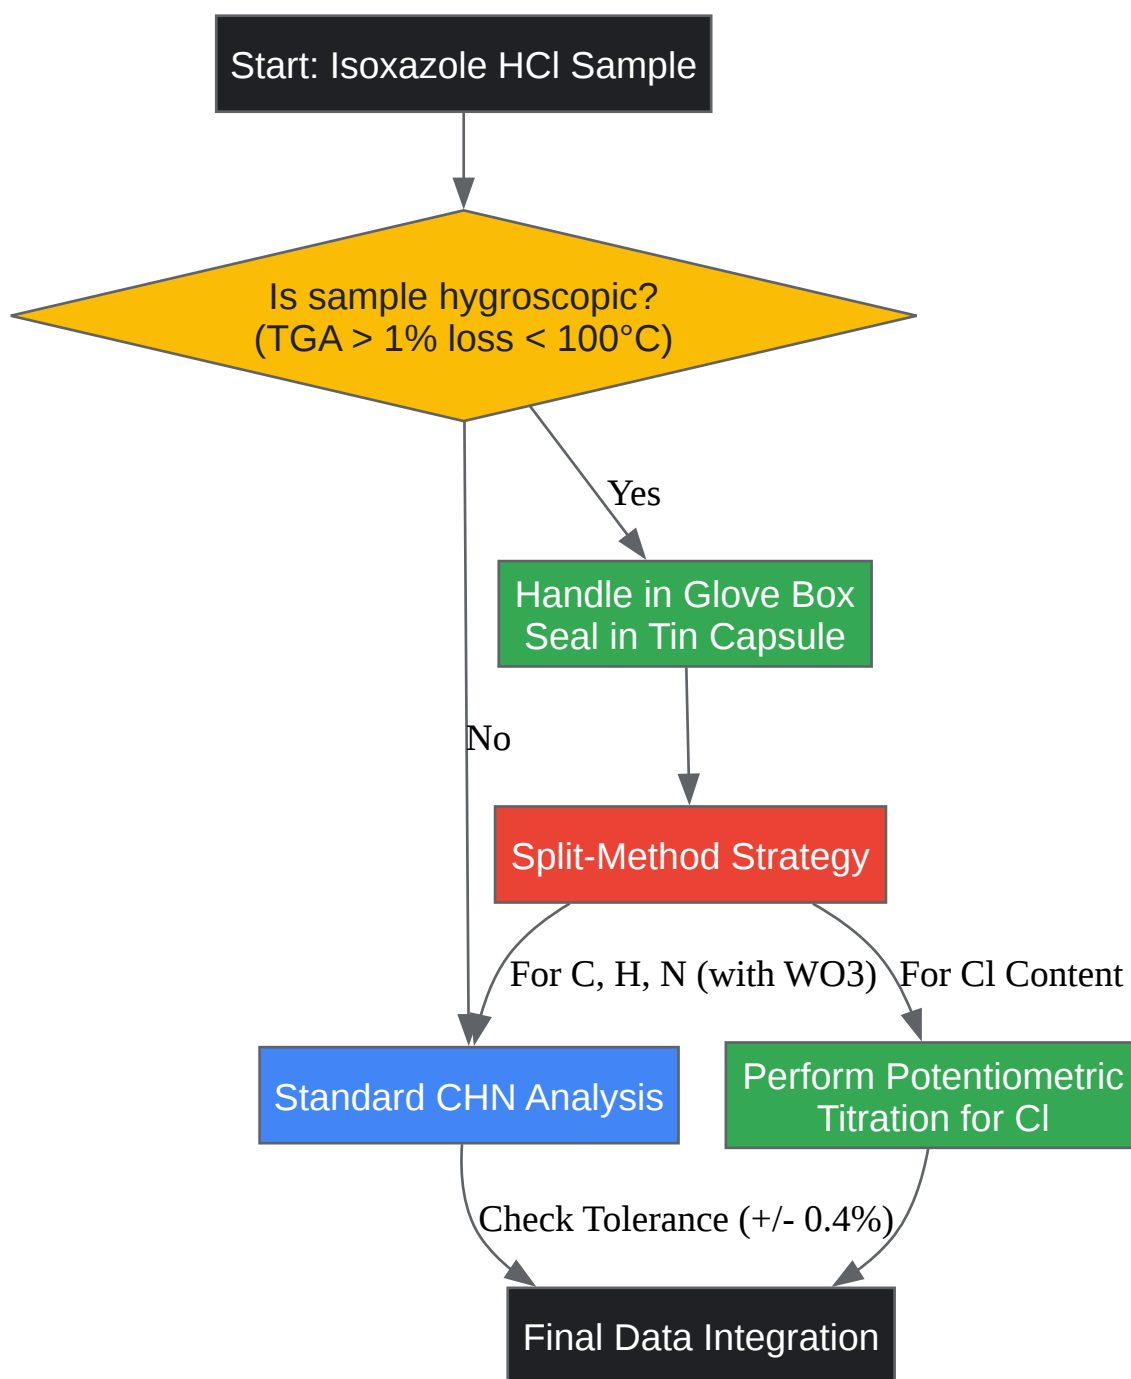 Start: Isoxazole HCl Sample
Is sample hygroscopic?
(TGA > 1% loss < 100°C)
Yes
Handle in Glove Box
Seal in Tin Capsule
No
Split-Method Strategy
For C, H, N (with WO3)
For Cl Content
Standard CHN Analysis
Perform Potentiometric
Titration for Cl
Check Tolerance (+/- 0.4%)
Final Data Integration